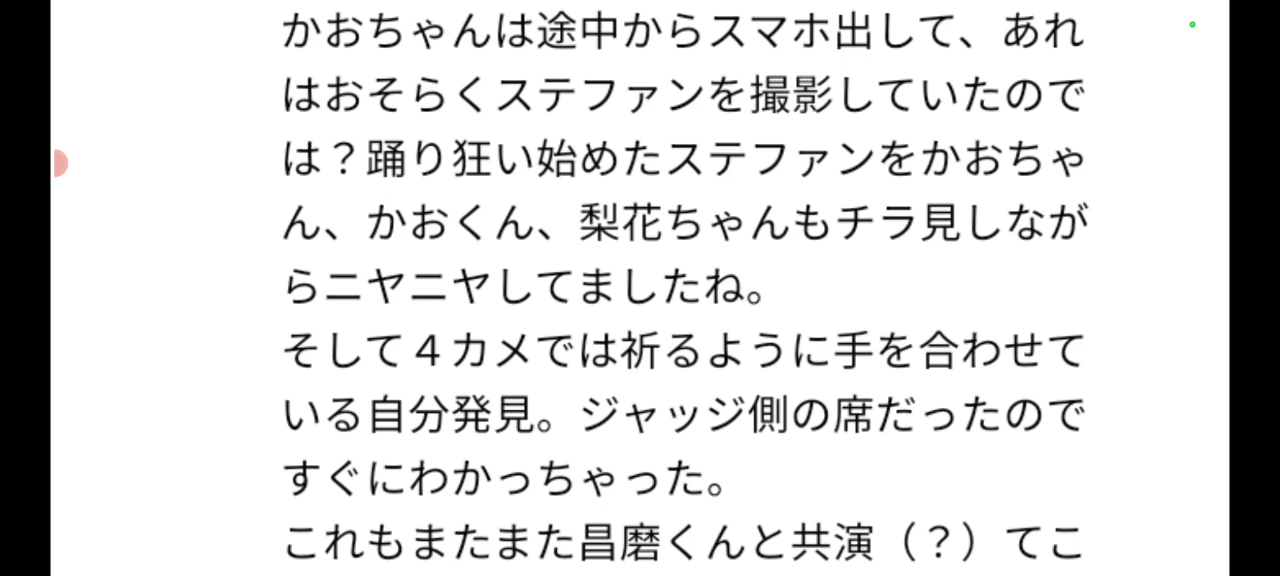 かおちゃんは途中からスマホ出して、あれ
はおそらくステファンを撮影していたので
は？踊り狂い始めたステファンをかおちゃ
ん、かおくん、梨花ちゃんもチラ見しなが
らニヤニヤしてましたね。
そして４カメでは祈るように手を合わせて
いる自分発見。ジャッジ側の席だったので
すぐにわかっちゃった。
これもまたまた昌磨くんと共演（？）てこ